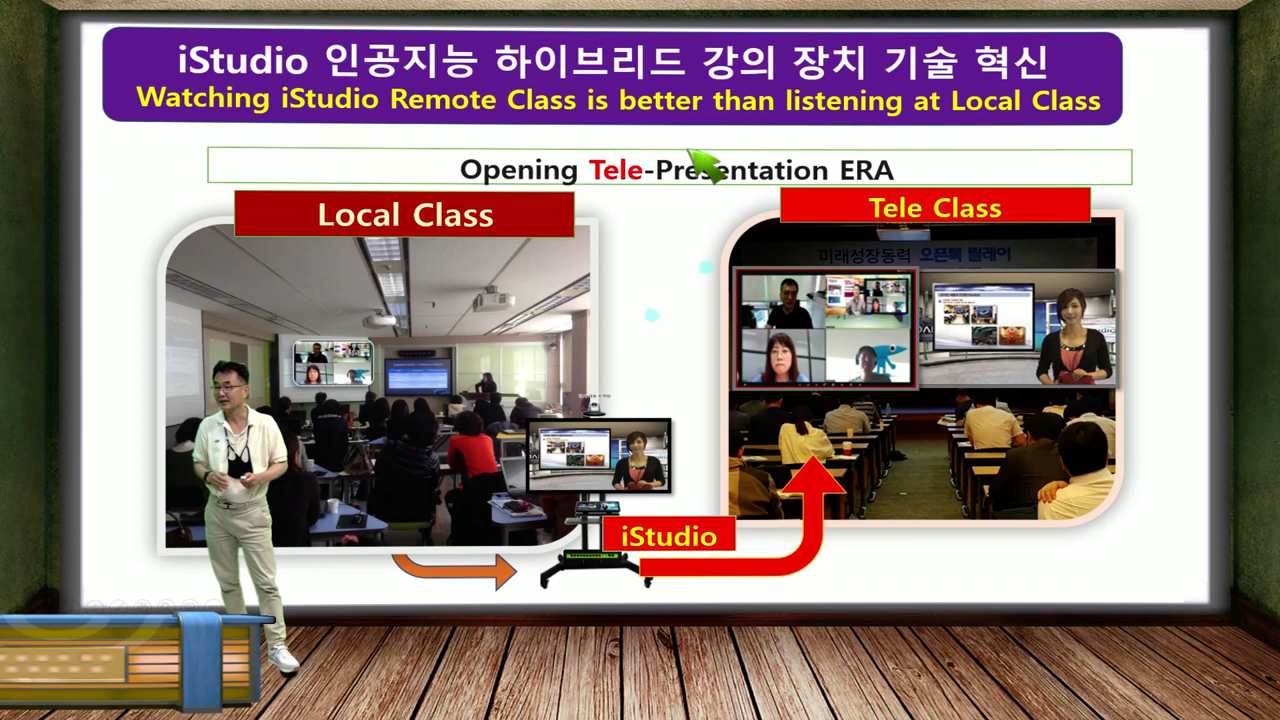 iStudio 인공지능 하이브리드 강의 장치 기술 혁신
Watching iStudio Remote Class is better than listening at Local Class
Opening Tele-Presentation ERA
Local Class
Tele Class
미래성장동력 오픈톡 릴레이
iStudio